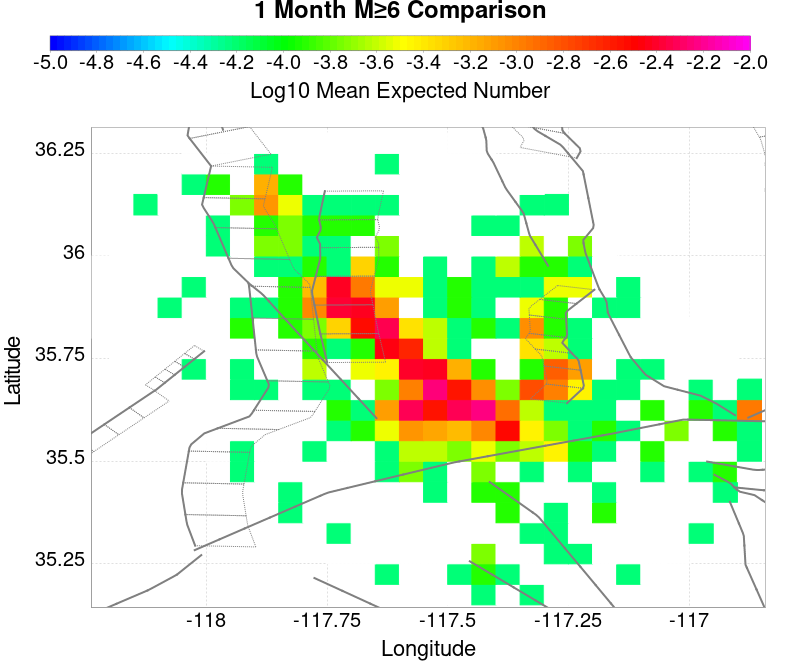 1 Month M≥6 Comparison
-5.0 -4.8 -4.6 -4.4 -4.2 -4.0 -3.8 -3.6 -3.4 -3.2 -3.0 -2.8 -2.6 -2.4 -2.2 -2.0
Log10 Mean Expected Number
36.25
36
35.75
35.5
35.25
Latitude
-118 -117.75 -117.5 -117.25 -117
Longitude